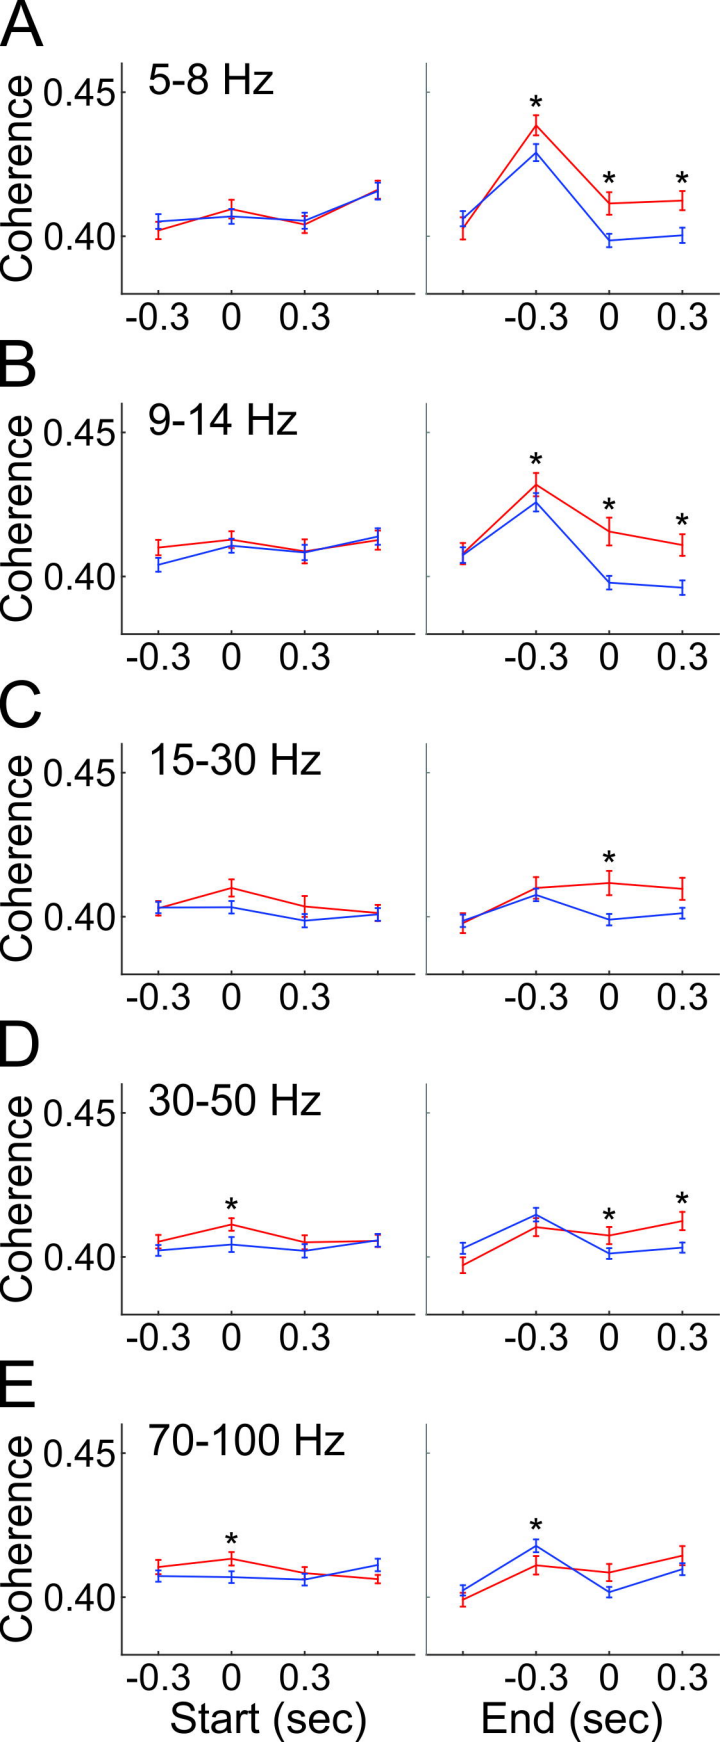 A
5-8 Hz
Coherence
0.45
0.40
* * *
-0.3 0 0.3 -0.3 0 0.3
B
9-14 Hz
Coherence
0.45
0.40
* * *
-0.3 0 0.3 -0.3 0 0.3
C
15-30 Hz
Coherence
0.45
0.40
*
-0.3 0 0.3 -0.3 0 0.3
D
30-50 Hz
Coherence
0.45
0.40
* * *
-0.3 0 0.3 -0.3 0 0.3
E
70-100 Hz
Coherence
0.45
0.40
* *
-0.3 0 0.3 -0.3 0 0.3
Start (sec) End (sec)